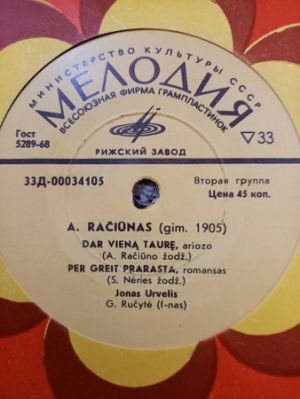 МИНИСТЕРСТВО КУЛЬТУРЫ СССР
МЕЛОДИЯ
ВСЕСОЮЗНАЯ ФИРМА ГРАМПЛАСТИНОК
Гост
5289-68
33
РИЖСКИЙ ЗАВОД
33Д-00034105
Вторая группа
Цена 45 коп.
A. RAČIŪNAS (gim. 1905)
DAR VIENĄ TAURĘ, ariozo
(A. Račiūno žodž.)
PER GREIT PRARASTA, romansas
(S. Nėries žodž.)
Jonas Urvelis
G. Ručytė (f-nas)